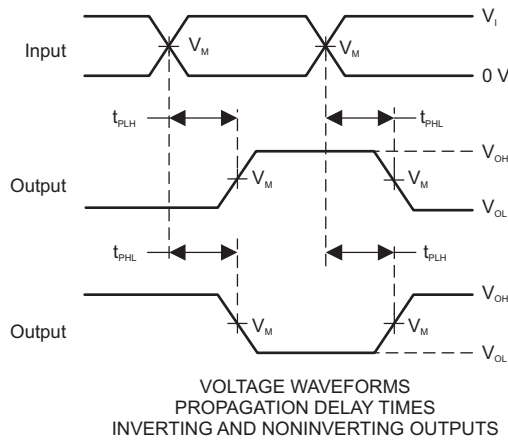 Input
V_M
V_M
V_I
0 V
t_PLH
t_PHL
Output
V_M
V_M
V_OH
V_OL
t_PHL
t_PLH
Output
V_M
V_M
V_OH
V_OL
VOLTAGE WAVEFORMS
PROPAGATION DELAY TIMES
INVERTING AND NONINVERTING OUTPUTS